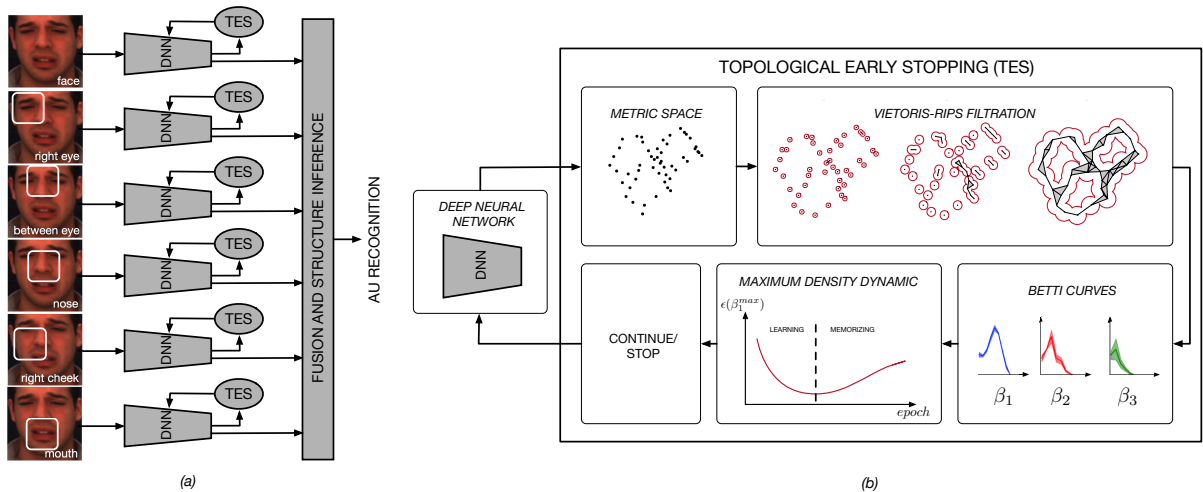 face
DNN
TES
right eye
DNN
TES
between eye
DNN
TES
nose
DNN
TES
right cheek
DNN
TES
mouth
DNN
TES
FUSION AND STRUCTURE INFERENCE
AU RECOGNITION
(a)
TOPOLOGICAL EARLY STOPPING (TES)
DEEP NEURAL
NETWORK
DNN
METRIC SPACE
VIETORIS-RIPS FILTRATION
BETTI CURVES
β₁
β₂
β₃
MAXIMUM DENSITY DYNAMIC
ϵ(β₁ᵐᵃˣ)
LEARNING
MEMORIZING
epoch
CONTINUE/
STOP
(b)